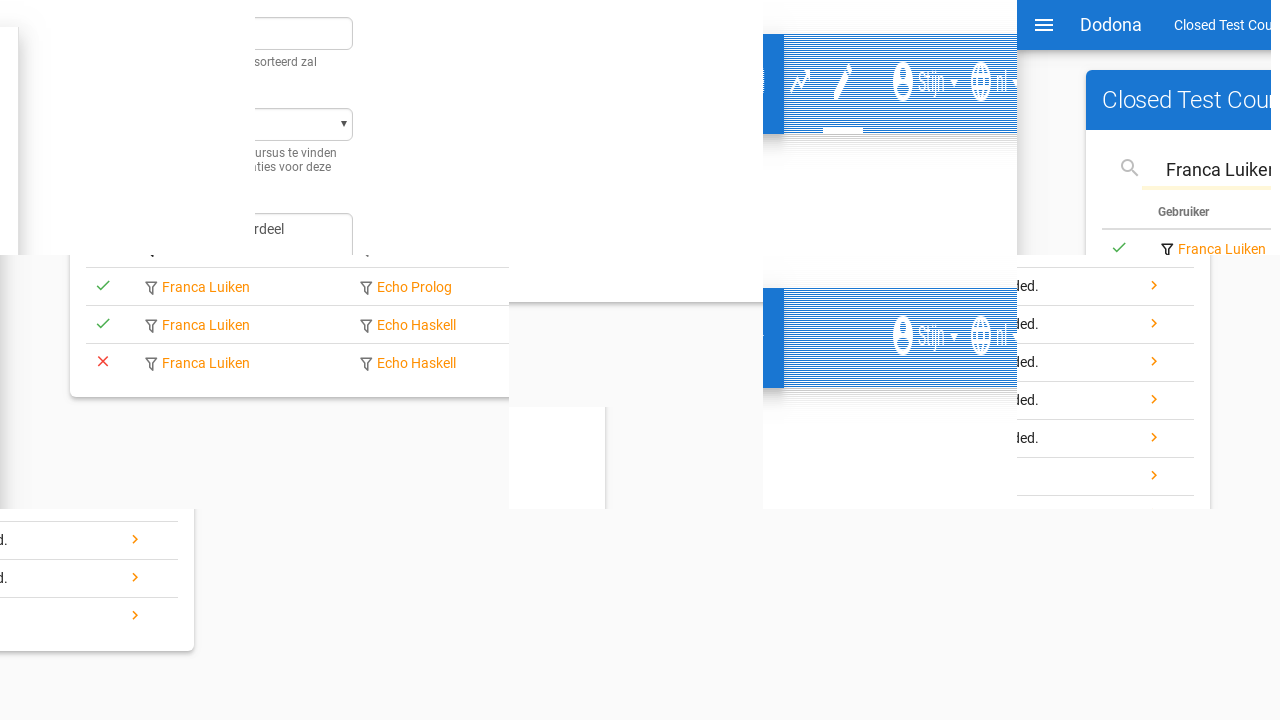 sorteerd zal
ursus te vinden
aties voor deze
rdeel
Stijn nl
Dodona Closed Test Cou
Closed Test Cour
Franca Luiken
Gebruiker
Franca Luiken
Franca Luiken Echo Prolog
Franca Luiken Echo Haskell
Franca Luiken Echo Haskell
Stijn nl
ded.
ded.
ded.
ded.
ded.
d.
d.